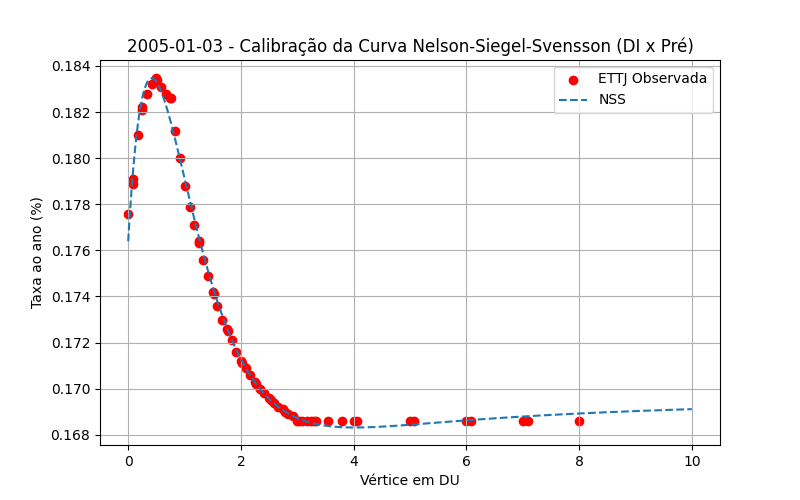 2005-01-03 - Calibração da Curva Nelson-Siegel-Svensson (DI x Pré)
ETTJ Observada
NSS
Taxa ao ano (%)
0.184
0.182
0.180
0.178
0.176
0.174
0.172
0.170
0.168
0 2 4 6 8 10
Vértice em DU